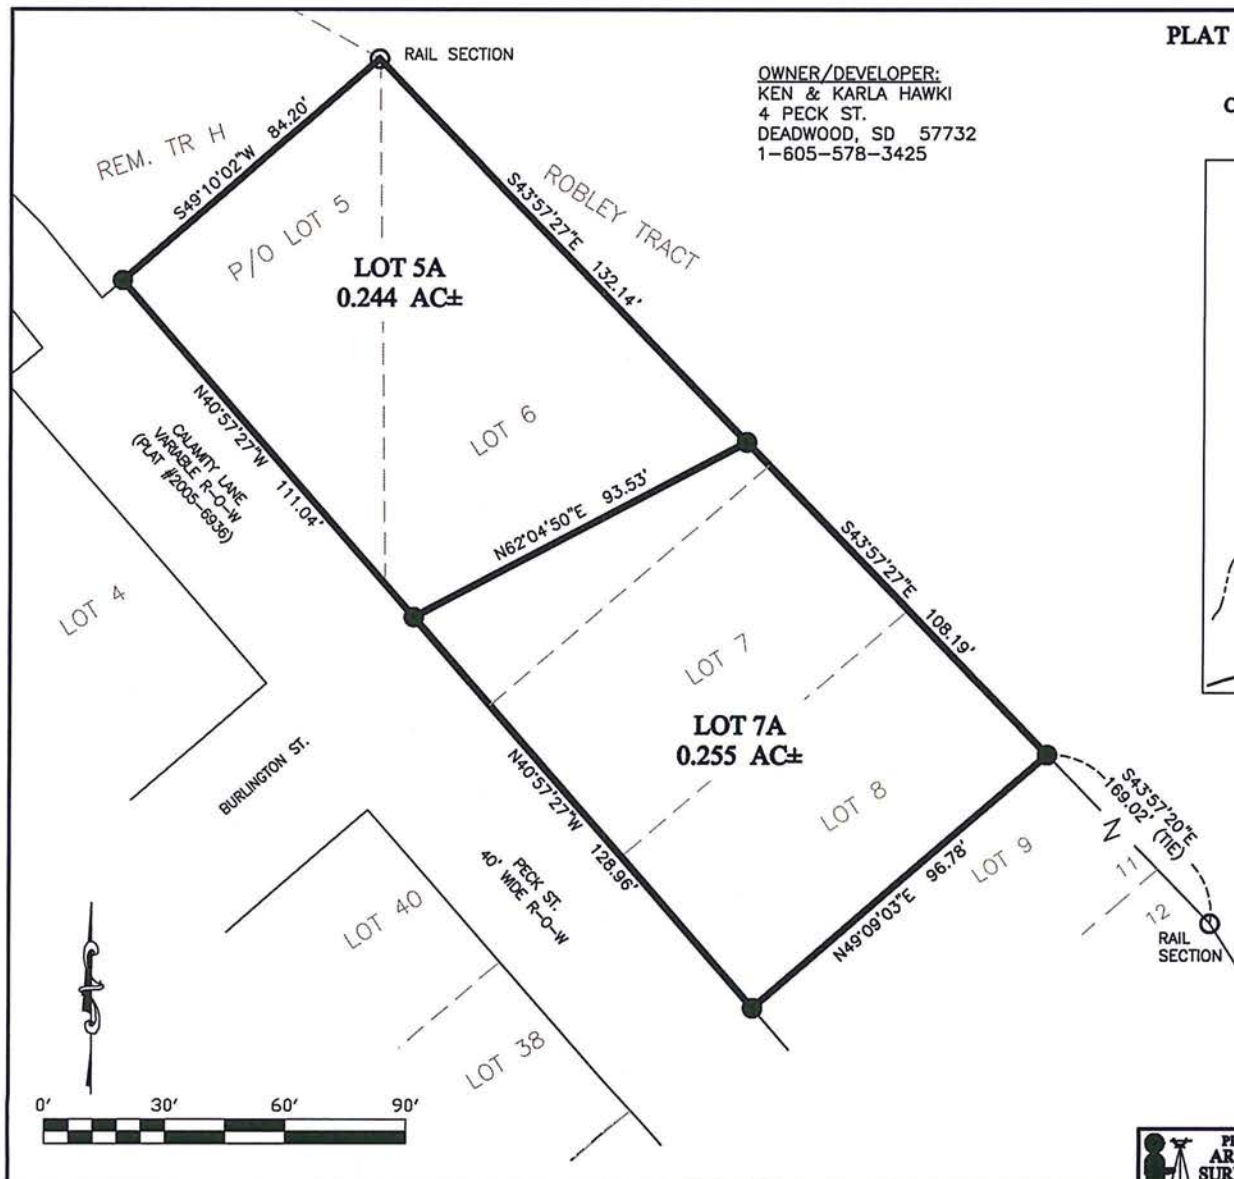 PLAT
RAIL SECTION
OWNER/DEVELOPER:
KEN & KARLA HAWKI
4 PECK ST.
DEADWOOD, SD 57732
1-605-578-3425
REM. TR H
S49°10'02"W 84.20'
P/O LOT 5
LOT 5A
0.244 AC±
S43°57'27"E 132.14'
ROBLEY TRACT
N40°57'27"W 111.04'
CALAMITY LANE
VARIABLE R-O-W
(PLAT #2005-6936)
LOT 6
N62°04'50"E 93.53'
LOT 4
S43°57'27"E 108.19'
LOT 7
LOT 7A
0.255 AC±
BURLINGTON ST.
N40°57'27"W 128.96'
LOT 8
S43°57'20"E
169.02' (TIE)
N
LOT 9
11
12
RAIL
SECTION
N49°09'03"E 96.78'
PECK ST.
40' WIDE R-O-W
LOT 40
LOT 38
0' 30' 60' 90'